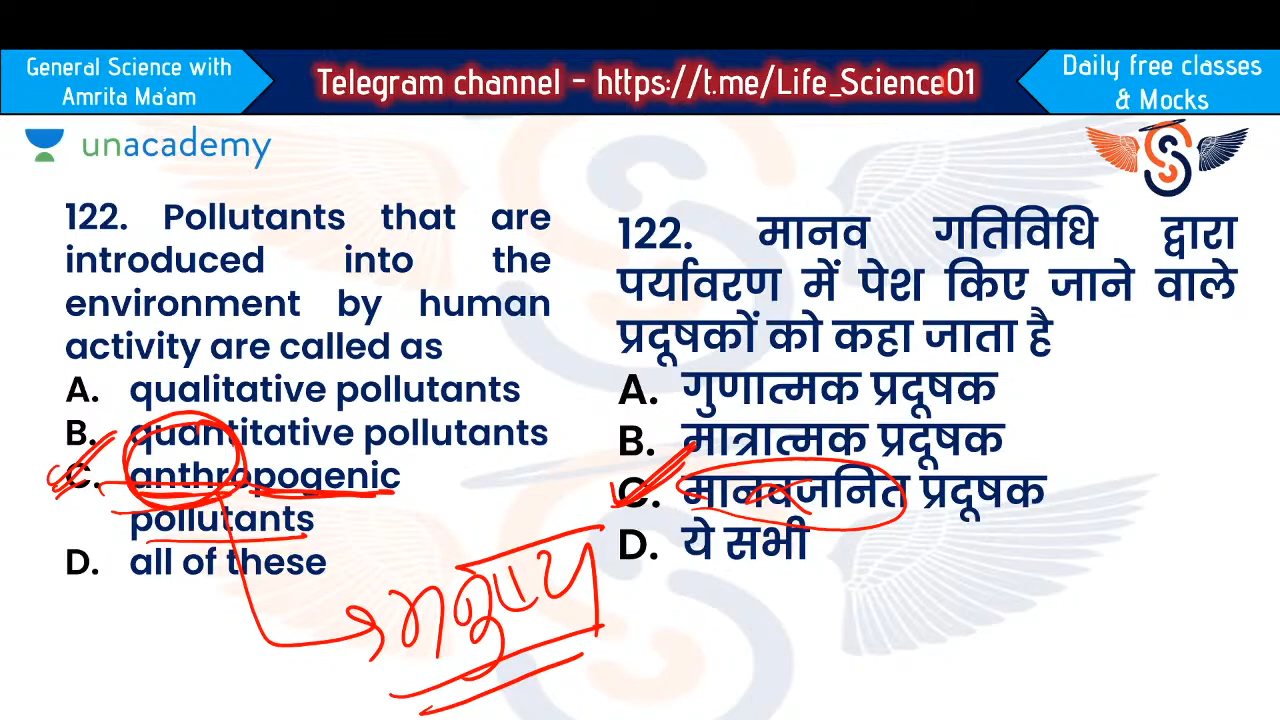 General Science with
Amrita Ma'am
Telegram channel - https://t.me/Life_Science01
Daily free classes
& Mocks
unacademy
122. Pollutants that are
introduced into the
environment by human
activity are called as
A. qualitative pollutants
B. quantitative pollutants
C. anthropogenic
pollutants
D. all of these
122. मानव गतिविधि द्वारा
पर्यावरण में पेश किए जाने वाले
प्रदूषकों को कहा जाता है
A. गुणात्मक प्रदूषक
B. मात्रात्मक प्रदूषक
C. मानवजनित प्रदूषक
D. ये सभी
मनुष्य